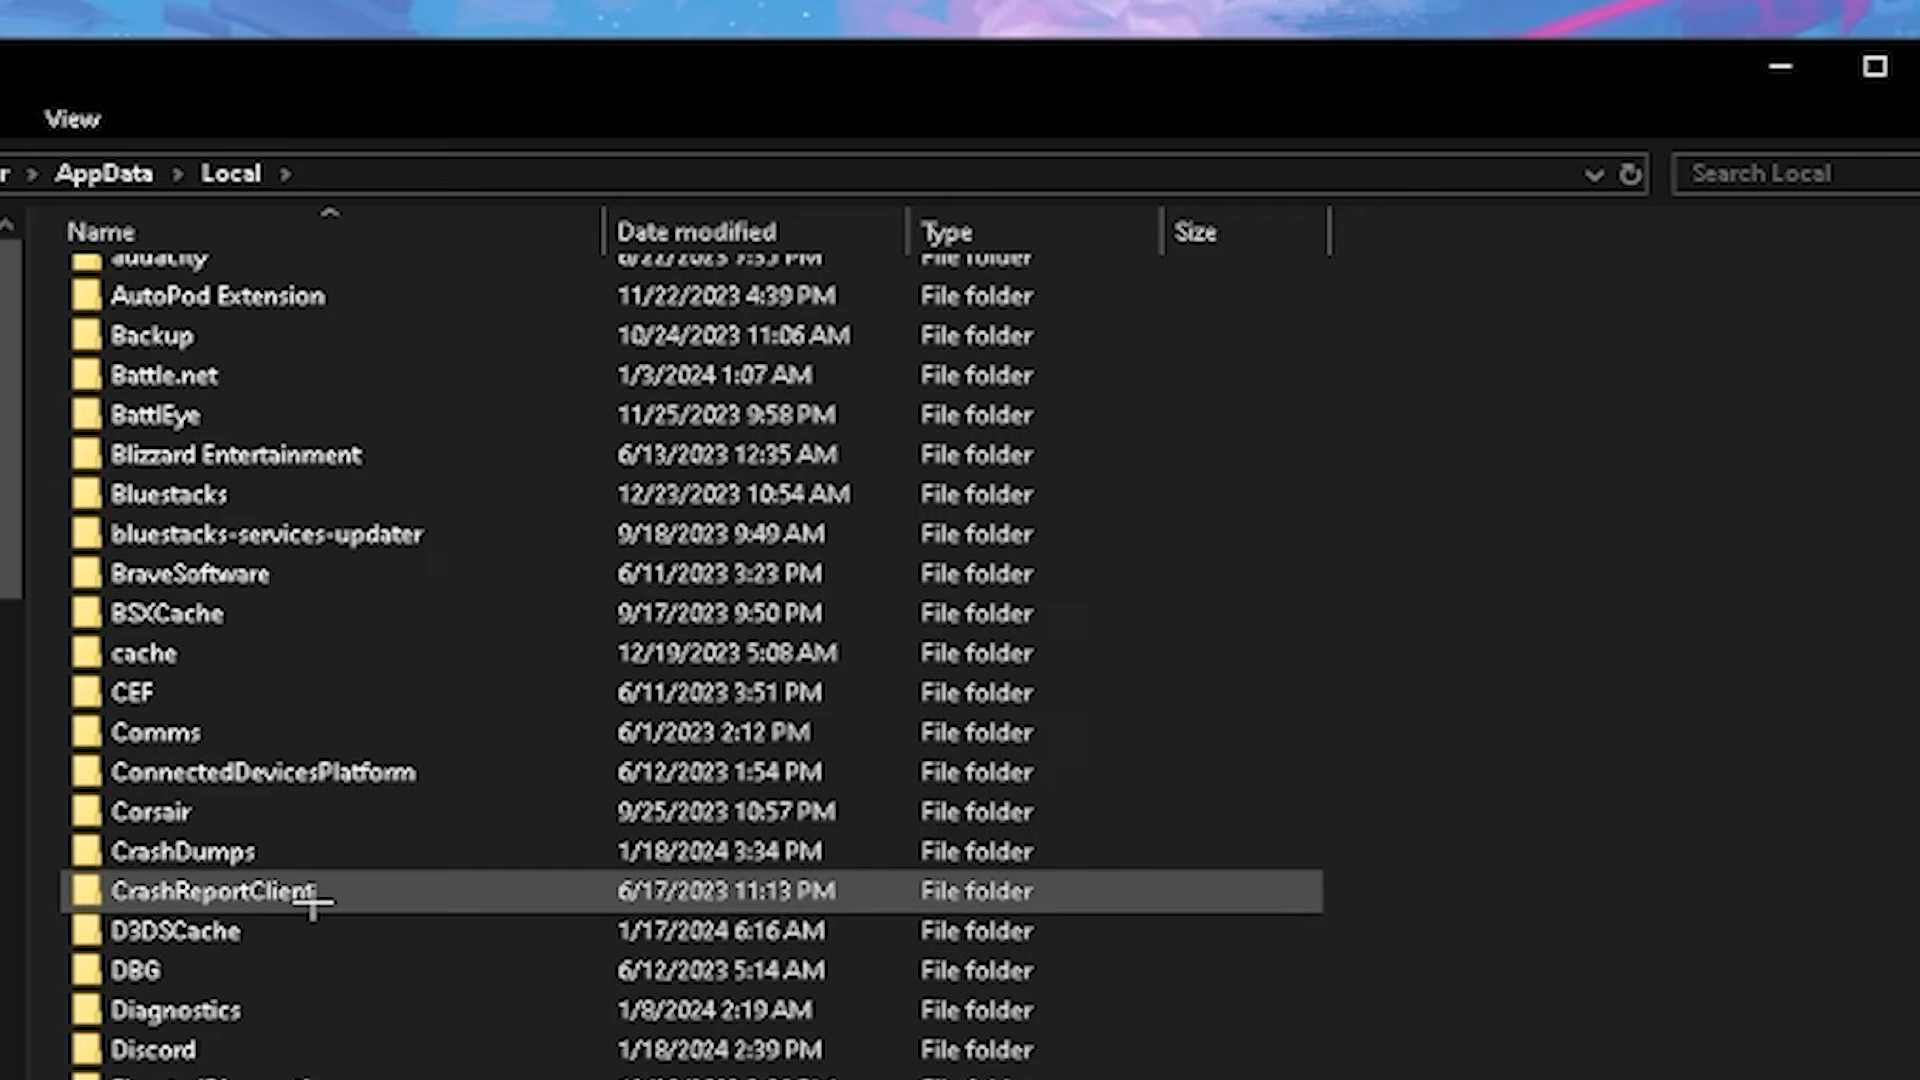 View
r > AppData > Local >
Search Local
Name Date modified Type Size
audacity 6/22/2023 7:53 PM File folder
AutoPod Extension 11/22/2023 4:39 PM File folder
Backup 10/24/2023 11:06 AM File folder
Battle.net 1/3/2024 1:07 AM File folder
BattlEye 11/25/2023 9:58 PM File folder
Blizzard Entertainment 6/13/2023 12:35 AM File folder
Bluestacks 12/23/2023 10:54 AM File folder
bluestacks-services-updater 9/18/2023 9:49 AM File folder
BraveSoftware 6/11/2023 3:23 PM File folder
BSXCache 9/17/2023 9:50 PM File folder
cache 12/19/2023 5:08 AM File folder
CEF 6/11/2023 3:51 PM File folder
Comms 6/1/2023 2:12 PM File folder
ConnectedDevicesPlatform 6/12/2023 1:54 PM File folder
Corsair 9/25/2023 10:57 PM File folder
CrashDumps 1/18/2024 3:34 PM File folder
CrashReportClient 6/17/2023 11:13 PM File folder
D3DSCache 1/17/2024 6:16 AM File folder
DBG 6/12/2023 5:14 AM File folder
Diagnostics 1/8/2024 2:19 AM File folder
Discord 1/18/2024 2:39 PM File folder